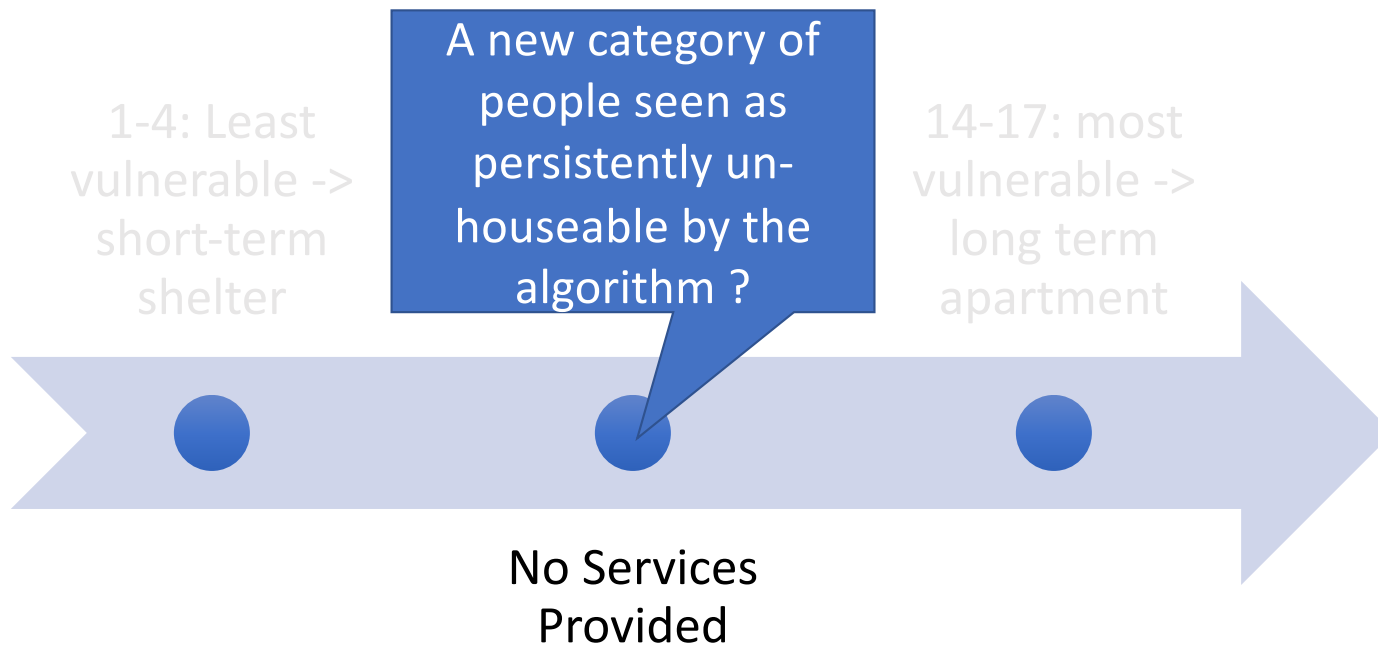 1-4: Least
vulnerable ->
short-term
shelter
A new category of
people seen as
persistently un-
houseable by the
algorithm ?
14-17: most
vulnerable ->
long term
apartment
No Services
Provided